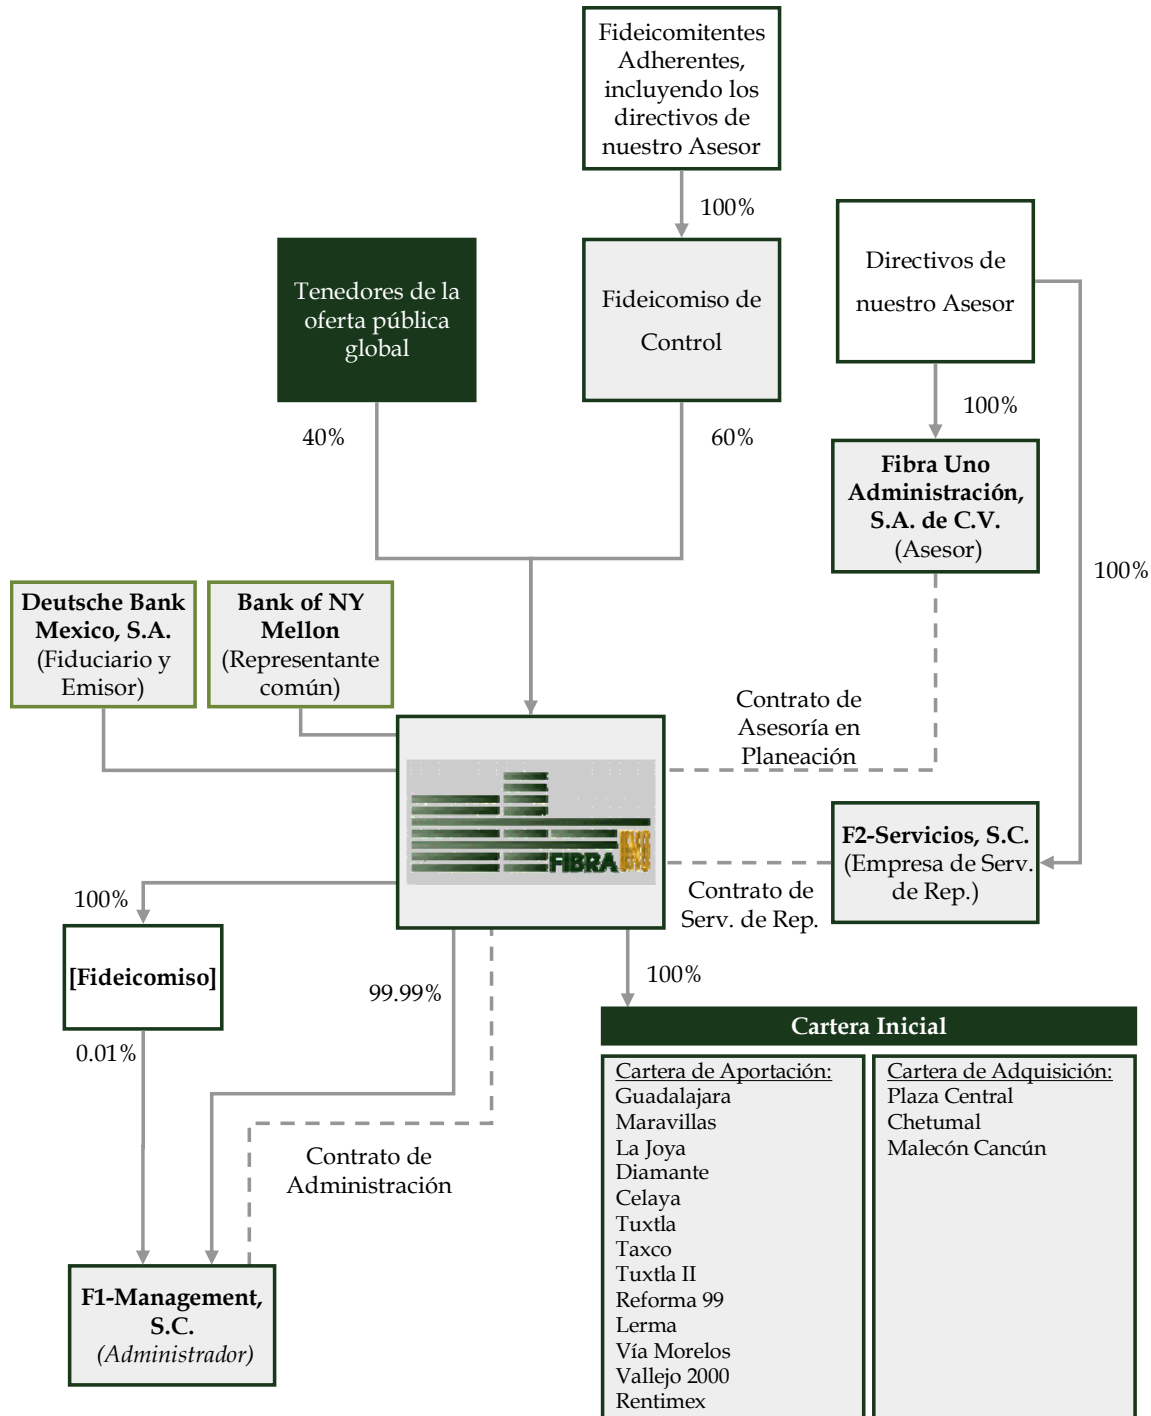 Fideicomitentes
Adherentes,
incluyendo los
directivos de
nuestro Asesor
100%
Tenedores de la
oferta pública
global
Fideicomiso de
Control
Directivos de
nuestro Asesor
40%
60%
100%
Fibra Uno
Administración,
S.A. de C.V.
(Asesor)
100%
Deutsche Bank
Mexico, S.A.
(Fiduciario y
Emisor)
Bank of NY
Mellon
(Representante
común)
Contrato de
Asesoría en
Planeación
FIBRA
UNO
F2-Servicios, S.C.
(Empresa de Serv.
de Rep.)
Contrato de
Serv. de Rep.
100%
[Fideicomiso]
99.99%
100%
0.01%
Contrato de
Administración
F1-Management,
S.C.
(Administrador)
Cartera Inicial
Cartera de Aportación:
Guadalajara
Maravillas
La Joya
Diamante
Celaya
Tuxtla
Taxco
Tuxtla II
Reforma 99
Lerma
Vía Morelos
Vallejo 2000
Rentimex
Cartera de Adquisición:
Plaza Central
Chetumal
Malecón Cancún